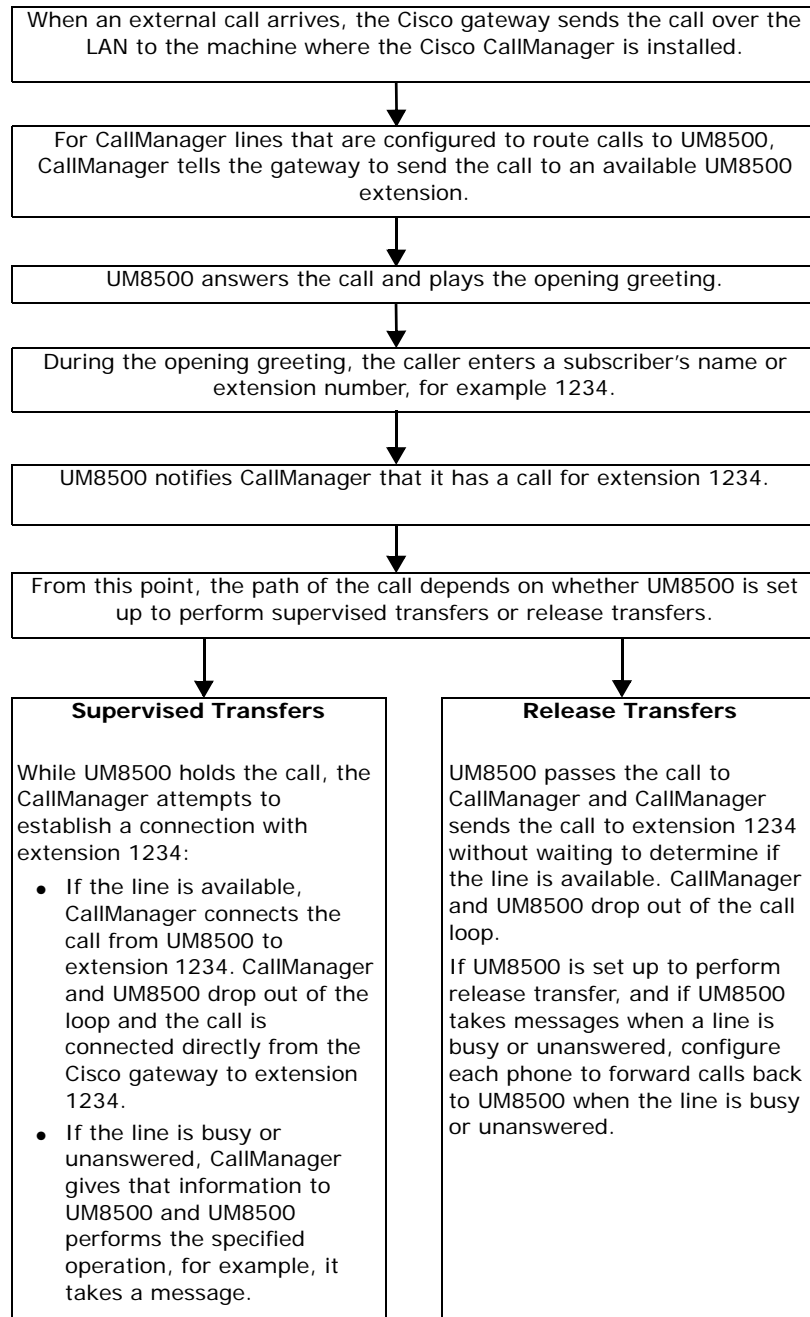 When an external call arrives, the Cisco gateway sends the call over the
LAN to the machine where the Cisco CallManager is installed.
For CallManager lines that are configured to route calls to UM8500,
CallManager tells the gateway to send the call to an available UM8500
extension.
UM8500 answers the call and plays the opening greeting.
During the opening greeting, the caller enters a subscriber's name or
extension number, for example 1234.
UM8500 notifies CallManager that it has a call for extension 1234.
From this point, the path of the call depends on whether UM8500 is set
up to perform supervised transfers or release transfers.
Supervised Transfers
While UM8500 holds the call, the
CallManager attempts to
establish a connection with
extension 1234:
• If the line is available,
CallManager connects the
call from UM8500 to
extension 1234. CallManager
and UM8500 drop out of the
loop and the call is
connected directly from the
Cisco gateway to extension
1234.
• If the line is busy or
unanswered, CallManager
gives that information to
UM8500 and UM8500
performs the specified
operation, for example, it
takes a message.
Release Transfers
UM8500 passes the call to
CallManager and CallManager
sends the call to extension 1234
without waiting to determine if
the line is available. CallManager
and UM8500 drop out of the call
loop.
If UM8500 is set up to perform
release transfer, and if UM8500
takes messages when a line is
busy or unanswered, configure
each phone to forward calls back
to UM8500 when the line is busy
or unanswered.